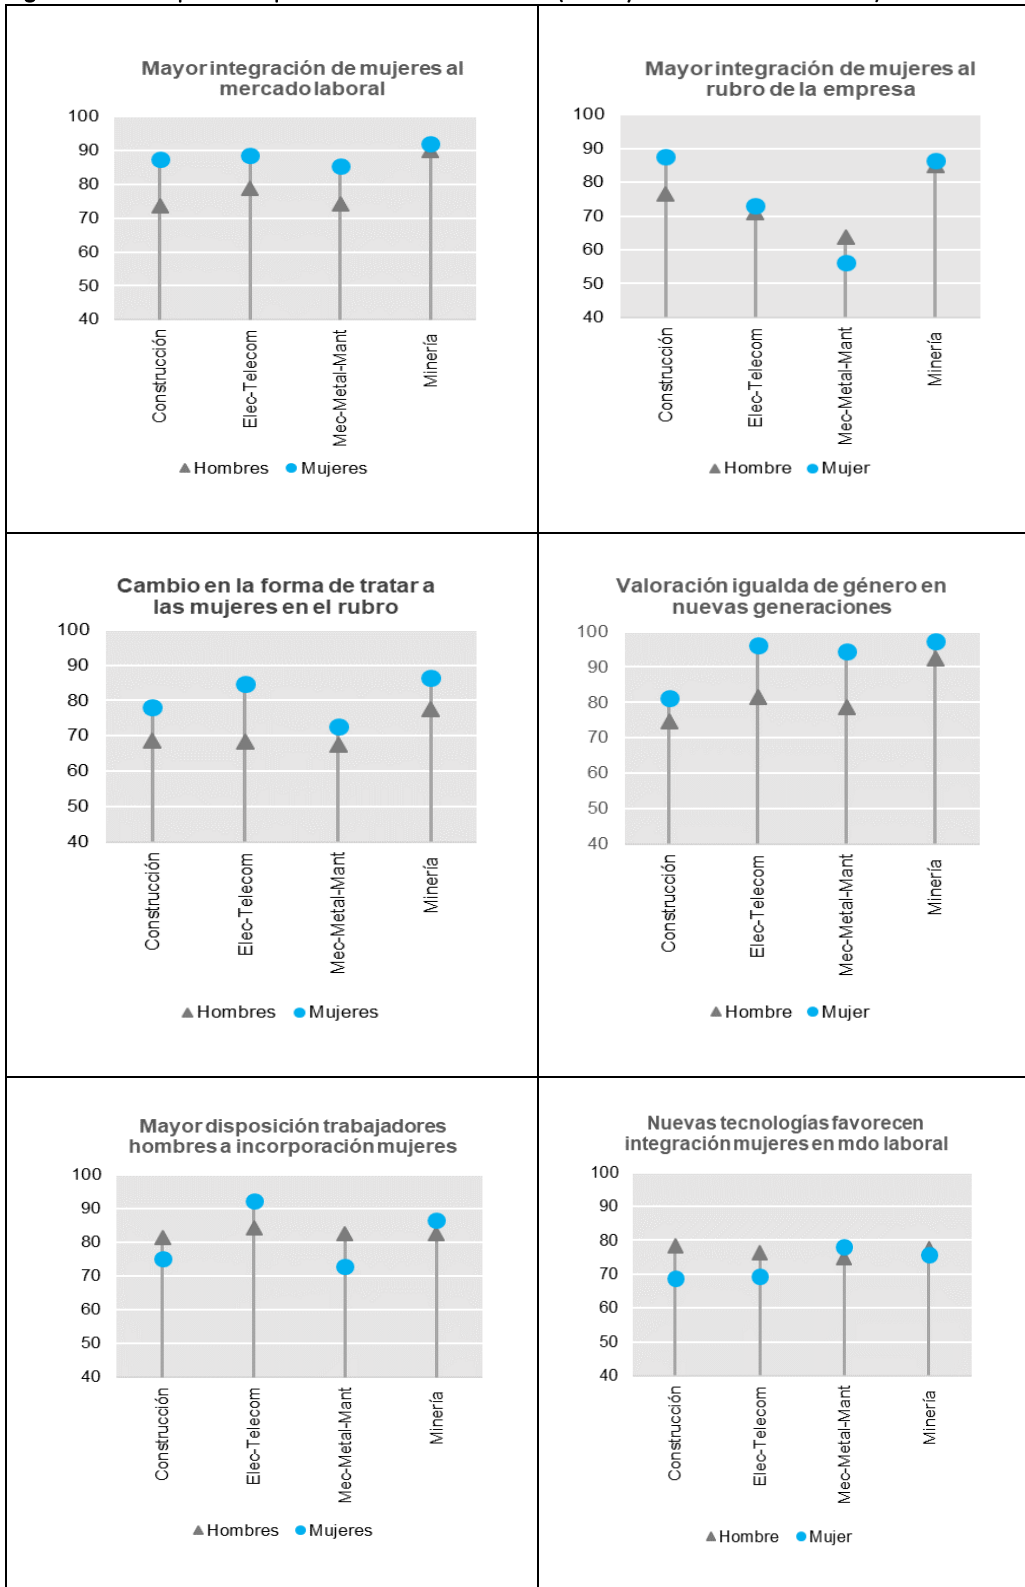 Mayor integración de mujeres al
mercado laboral
100
90
80
70
60
50
40
Construcción
Elec-Telecom
Mec-Metal-Mant
Minería
Hombres Mujeres
Mayor integración de mujeres al
rubro de la empresa
100
90
80
70
60
50
40
Construcción
Elec-Telecom
Mec-Metal-Mant
Minería
Hombre Mujer
Cambio en la forma de tratar a
las mujeres en el rubro
100
90
80
70
60
50
40
Construcción
Elec-Telecom
Mec-Metal-Mant
Minería
Hombres Mujeres
Valoración igualda de género en
nuevas generaciones
100
90
80
70
60
50
40
Construcción
Elec-Telecom
Mec-Metal-Mant
Minería
Hombre Mujer
Mayor disposición trabajadores
hombres a incorporación mujeres
100
90
80
70
60
50
40
Construcción
Elec-Telecom
Mec-Metal-Mant
Minería
Hombres Mujeres
Nuevas tecnologías favorecen
integración mujeres en mdo laboral
100
90
80
70
60
50
40
Construcción
Elec-Telecom
Mec-Metal-Mant
Minería
Hombre Mujer